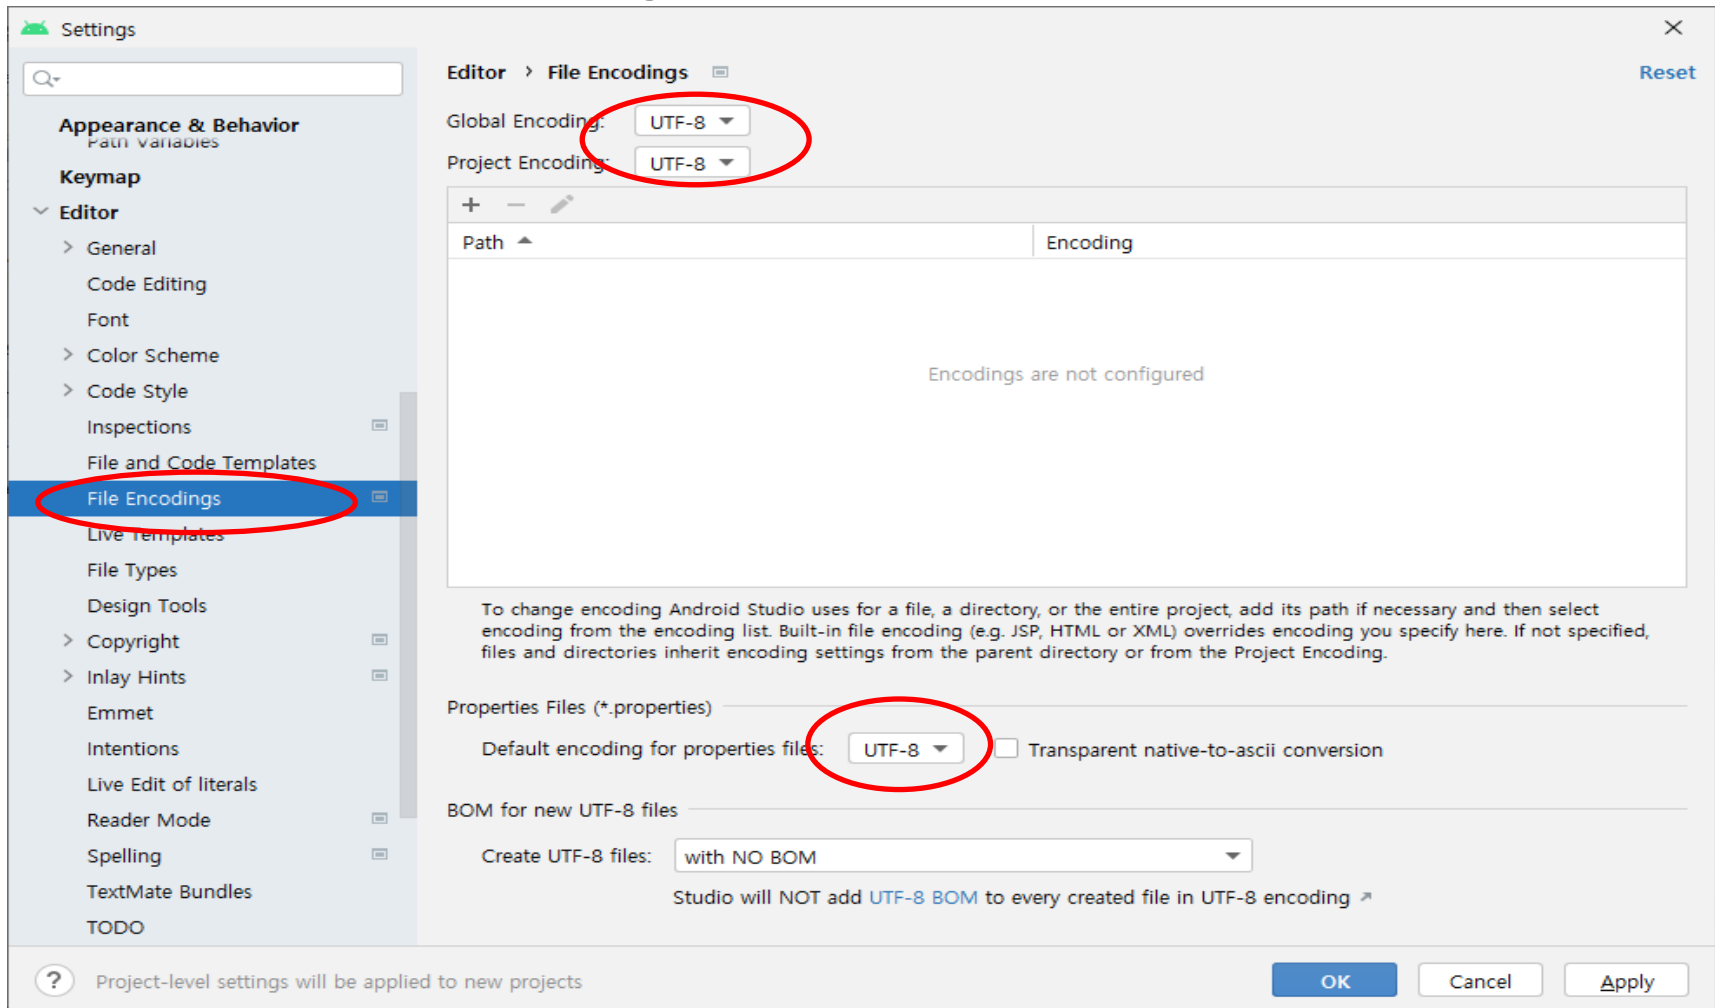 Settings
Appearance & Behavior
Path Variables
Keymap
Editor
General
Code Editing
Font
Color Scheme
Code Style
Inspections
File and Code Templates
File Encodings
Live Templates
File Types
Design Tools
Copyright
Inlay Hints
Emmet
Intentions
Live Edit of literals
Reader Mode
Spelling
TextMate Bundles
TODO
Editor › File Encodings
Reset
Global Encoding: UTF-8
Project Encoding: UTF-8
Path Encoding
Encodings are not configured
To change encoding Android Studio uses for a file, a directory, or the entire project, add its path if necessary and then select
encoding from the encoding list. Built-in file encoding (e.g. JSP, HTML or XML) overrides encoding you specify here. If not specified,
files and directories inherit encoding settings from the parent directory or from the Project Encoding.
Properties Files (*.properties)
Default encoding for properties files: UTF-8 Transparent native-to-ascii conversion
BOM for new UTF-8 files
Create UTF-8 files: with NO BOM
Studio will NOT add UTF-8 BOM to every created file in UTF-8 encoding ↗
? Project-level settings will be applied to new projects
OK Cancel Apply